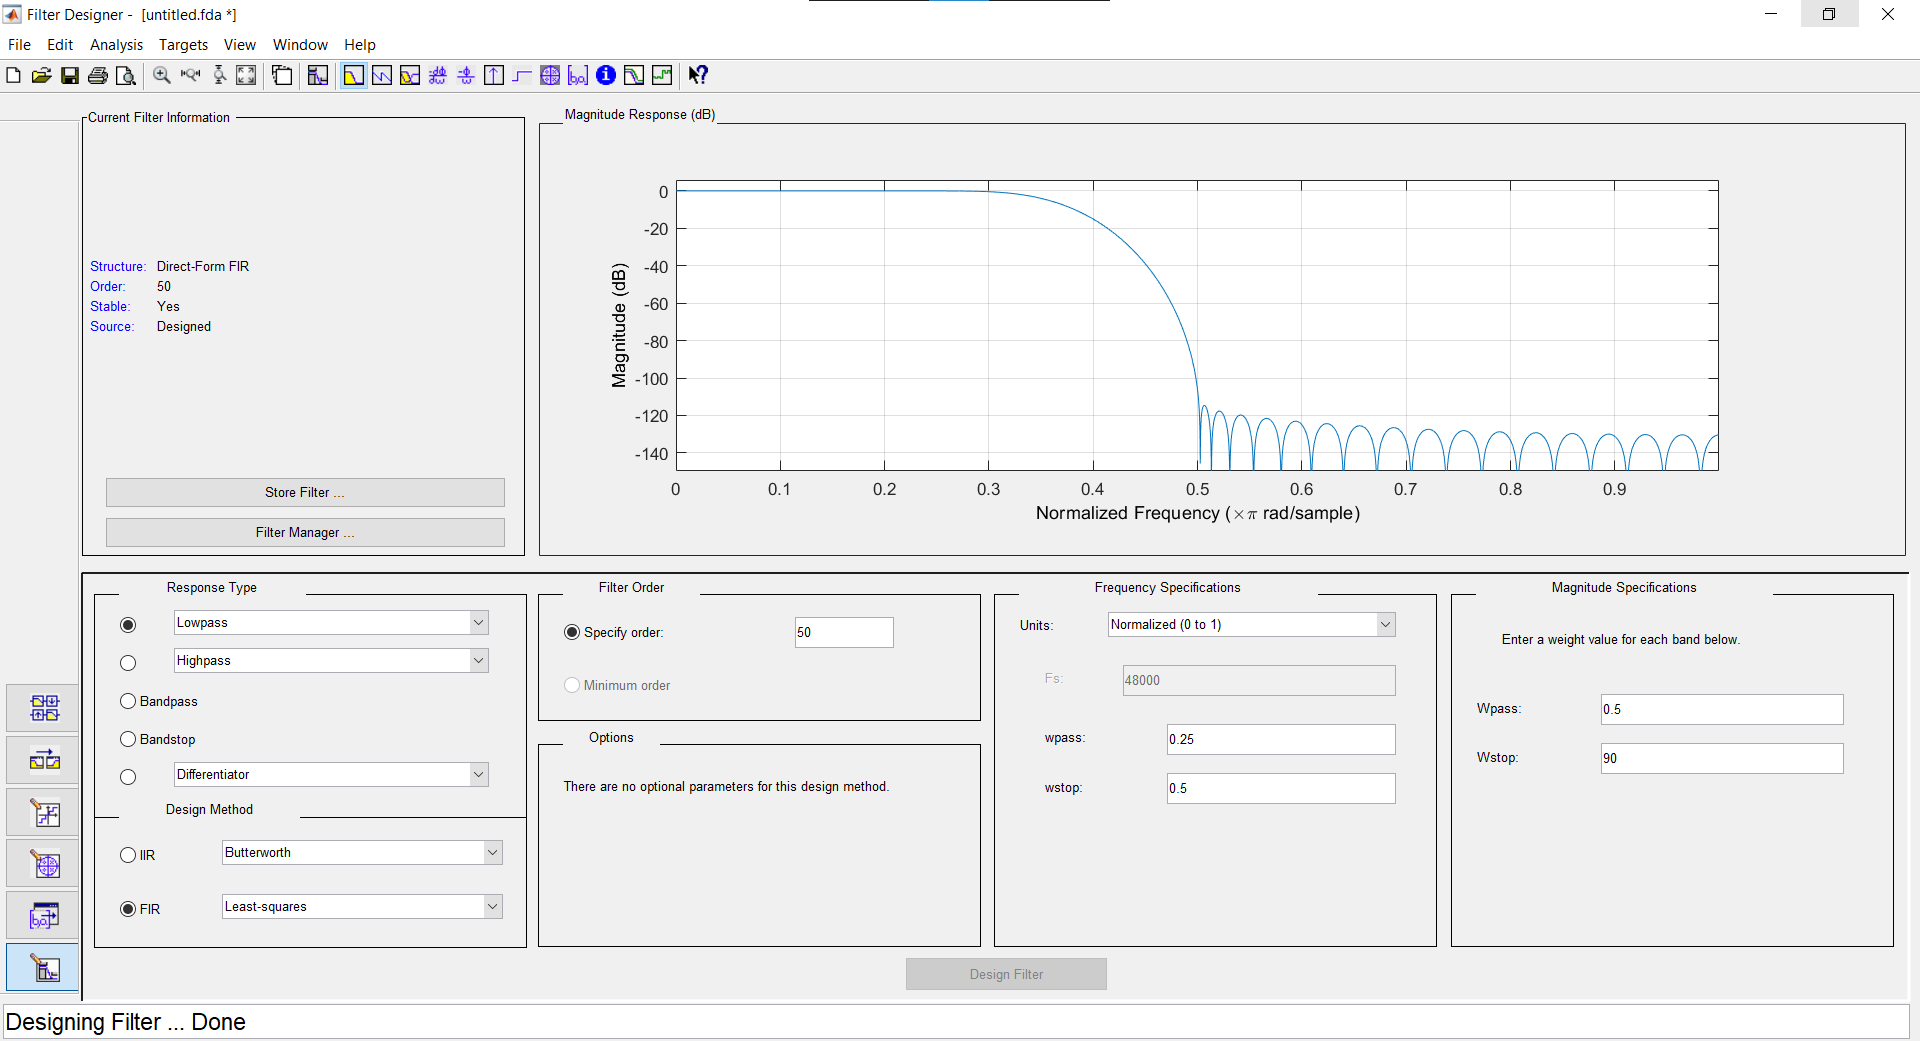 Filter Designer - [untitled.fda *]
File Edit Analysis Targets View Window Help
Current Filter Information
Structure: Direct-Form FIR
Order: 50
Stable: Yes
Source: Designed
Store Filter ...
Filter Manager ...
Magnitude Response (dB)
0
-20
-40
-60
-80
-100
-120
-140
Magnitude (dB)
0 0.1 0.2 0.3 0.4 0.5 0.6 0.7 0.8 0.9
Normalized Frequency (×π rad/sample)
Response Type
Lowpass
Highpass
Bandpass
Bandstop
Differentiator
Design Method
IIR Butterworth
FIR Least-squares
Filter Order
Specify order: 50
Minimum order
Options
There are no optional parameters for this design method.
Frequency Specifications
Units: Normalized (0 to 1)
Fs: 48000
wpass: 0.25
wstop: 0.5
Magnitude Specifications
Enter a weight value for each band below.
Wpass: 0.5
Wstop: 90
Design Filter
Designing Filter ... Done